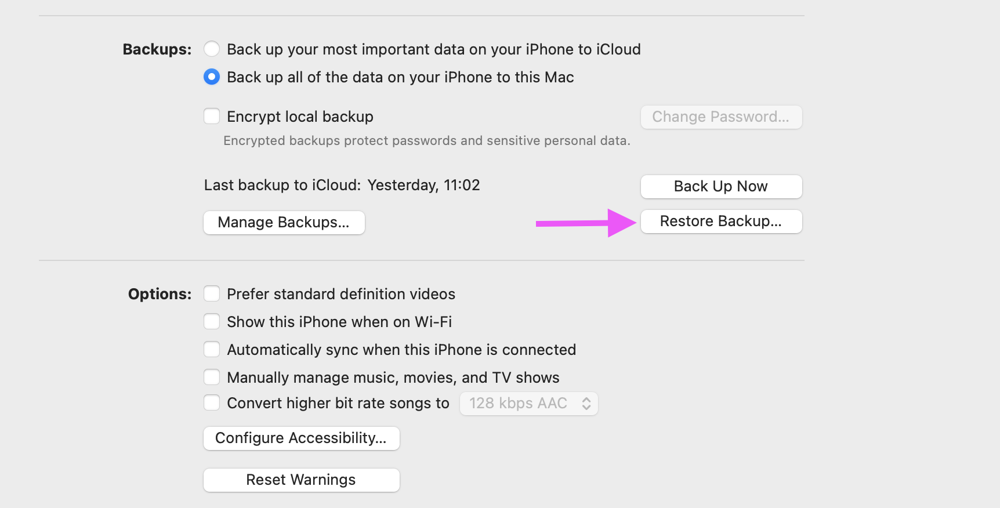 Backups: Back up your most important data on your iPhone to iCloud
Back up all of the data on your iPhone to this Mac
Encrypt local backup Change Password...
Encrypted backups protect passwords and sensitive personal data.
Last backup to iCloud: Yesterday, 11:02 Back Up Now
Manage Backups... Restore Backup...
Options: Prefer standard definition videos
Show this iPhone when on Wi-Fi
Automatically sync when this iPhone is connected
Manually manage music, movies, and TV shows
Convert higher bit rate songs to 128 kbps AAC
Configure Accessibility...
Reset Warnings